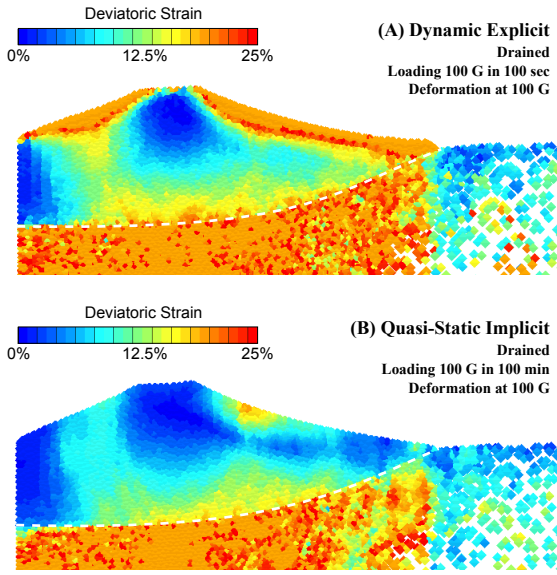 Deviatoric Strain
0% 12.5% 25%
(A) Dynamic Explicit
Drained
Loading 100 G in 100 sec
Deformation at 100 G
Deviatoric Strain
0% 12.5% 25%
(B) Quasi-Static Implicit
Drained
Loading 100 G in 100 min
Deformation at 100 G